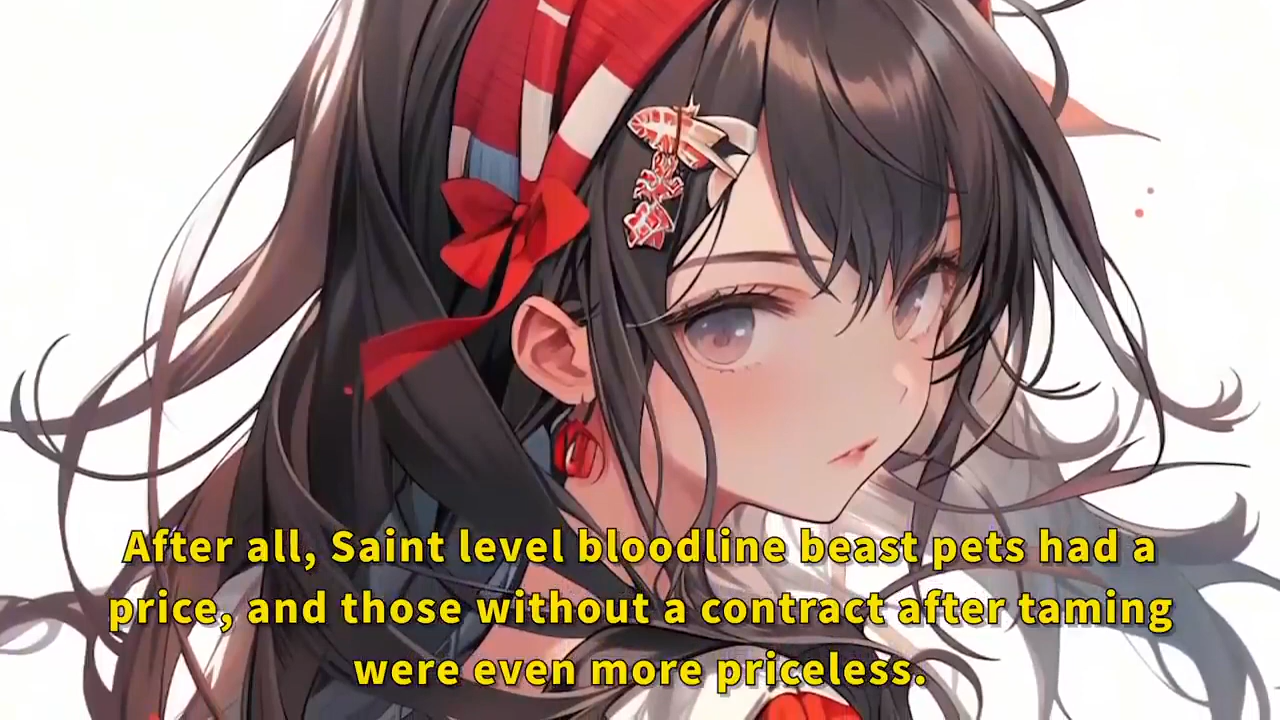 After all, Saint level bloodline beast pets had a
price, and those without a contract after taming
were even more priceless.